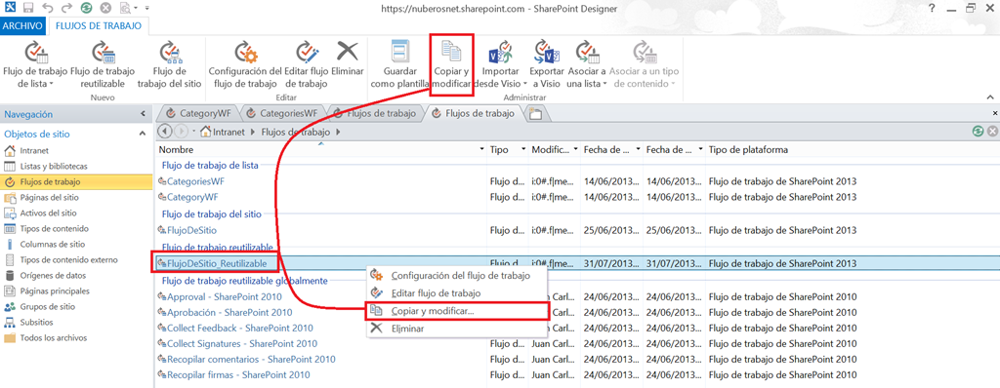 https://nuberosnet.sharepoint.com - SharePoint Designer
ARCHIVO
FLUJOS DE TRABAJO
Flujo de trabajo de lista
Flujo de trabajo reutilizable
Flujo de trabajo del sitio
Configuración del flujo de trabajo
Editar flujo de trabajo
Eliminar
Guardar como plantilla
Copiar y modificar
Importar desde Visio
Exportar a Visio
Asociar a una lista
Asociar a un tipo de contenido
Nuevo
Editar
Administrar
Navegación
Objetos de sitio
Intranet
Listas y bibliotecas
Flujos de trabajo
Páginas del sitio
Activos del sitio
Tipos de contenido
Columnas de sitio
Tipos de contenido externo
Orígenes de datos
Páginas principales
Grupos de sitio
Subsitios
Todos los archivos
CategoryWF
CategoriesWF
Flujos de trabajo
Flujos de trabajo
Intranet
Flujos de trabajo
Nombre Tipo Modific... Fecha de ... Fecha de ... Tipo de plataforma
Flujo de trabajo de lista
CategoriesWF Flujo d... i:0#.f|me... 14/06/2013... 14/06/2013... Flujo de trabajo de SharePoint 2013
CategoryWF Flujo d... i:0#.f|me... 14/06/2013... 14/06/2013... Flujo de trabajo de SharePoint 2013
Flujo de trabajo del sitio
FlujoDeSitio Flujo d... i:0#.f|me... 25/06/2013... 25/06/2013... Flujo de trabajo de SharePoint 2013
Flujo de trabajo reutilizable
FlujoDeSitio_Reutilizable Flujo d... i:0#.f|me... 31/07/2013... 31/07/2013... Flujo de trabajo de SharePoint 2013
Flujo de trabajo reutilizable globalmente
Approval - SharePoint 2010 Juan Carl... 24/06/2013... 24/06/2013... Flujo de trabajo de SharePoint 2010
Aprobación - SharePoint 2010 Juan Carl... 24/06/2013... 24/06/2013... Flujo de trabajo de SharePoint 2010
Collect Feedback - SharePoint 2010 Juan Carl... 24/06/2013... 24/06/2013... Flujo de trabajo de SharePoint 2010
Collect Signatures - SharePoint 2010 Flujo d... Juan Carl... 24/06/2013... 24/06/2013... Flujo de trabajo de SharePoint 2010
Recopilar comentarios - SharePoint 2010 Flujo d... Juan Carl... 24/06/2013... 24/06/2013... Flujo de trabajo de SharePoint 2010
Recopilar firmas - SharePoint 2010 Flujo d... Juan Carl... 24/06/2013... 24/06/2013... Flujo de trabajo de SharePoint 2010
Configuración del flujo de trabajo
Editar flujo de trabajo
Copiar y modificar...
Eliminar